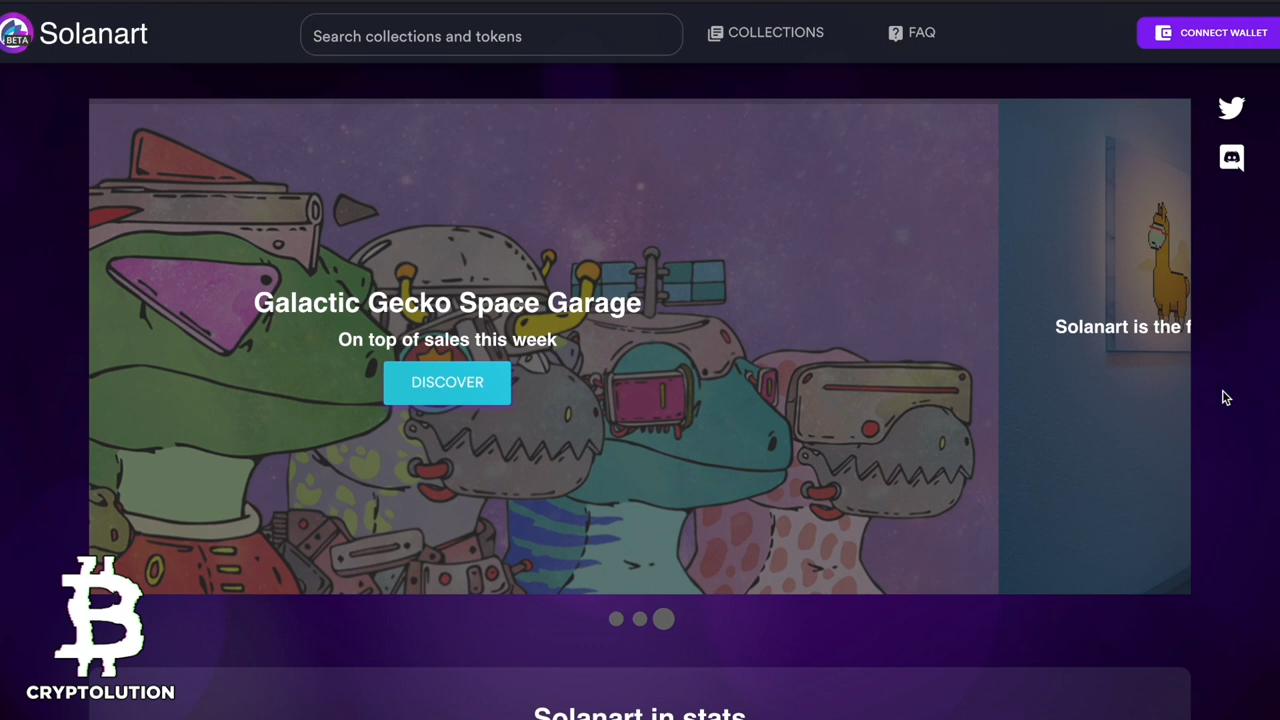 BETA
Solanart
Search collections and tokens
COLLECTIONS
FAQ
CONNECT WALLET
Galactic Gecko Space Garage
On top of sales this week
DISCOVER
Solanart is the f
Solanart in stats
CRYPTOLUTION